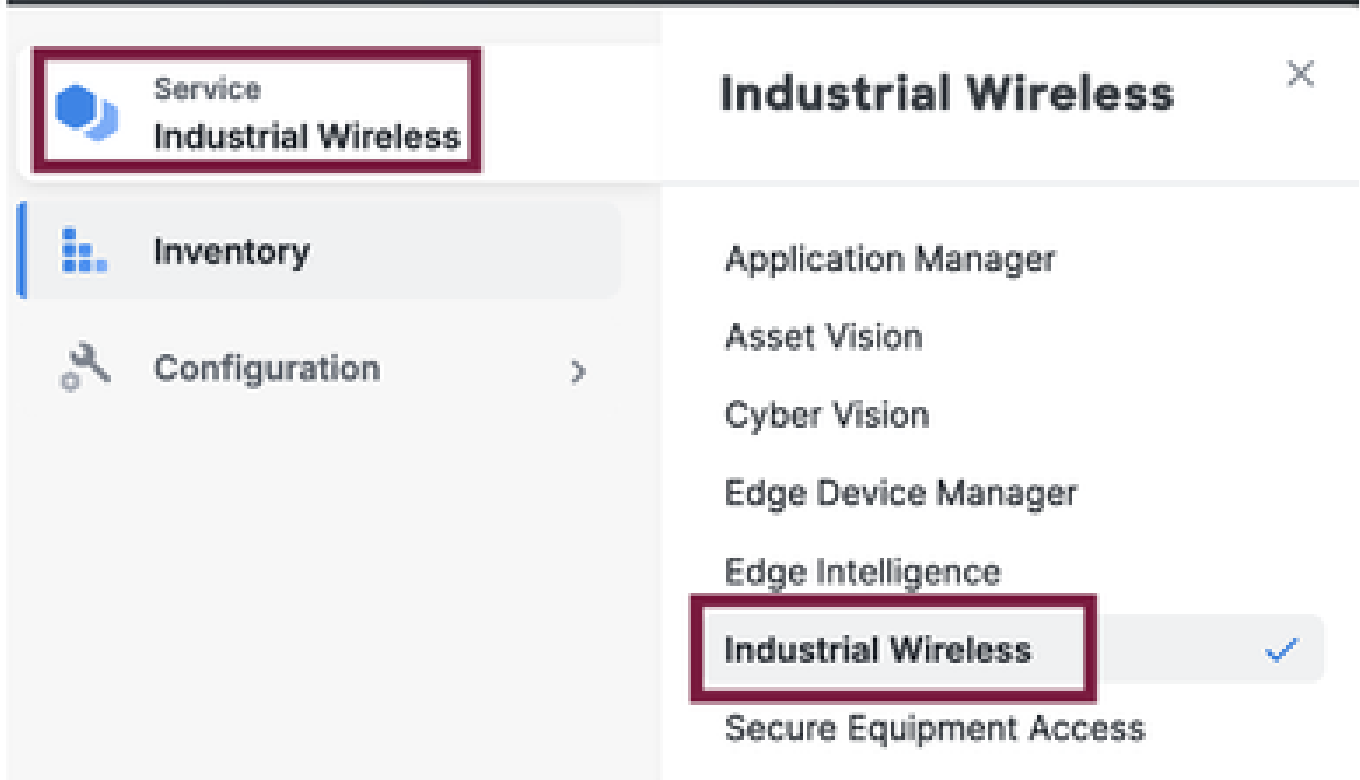 Service
Industrial Wireless
Inventory
Configuration
Industrial Wireless
Application Manager
Asset Vision
Cyber Vision
Edge Device Manager
Edge Intelligence
Industrial Wireless
Secure Equipment Access